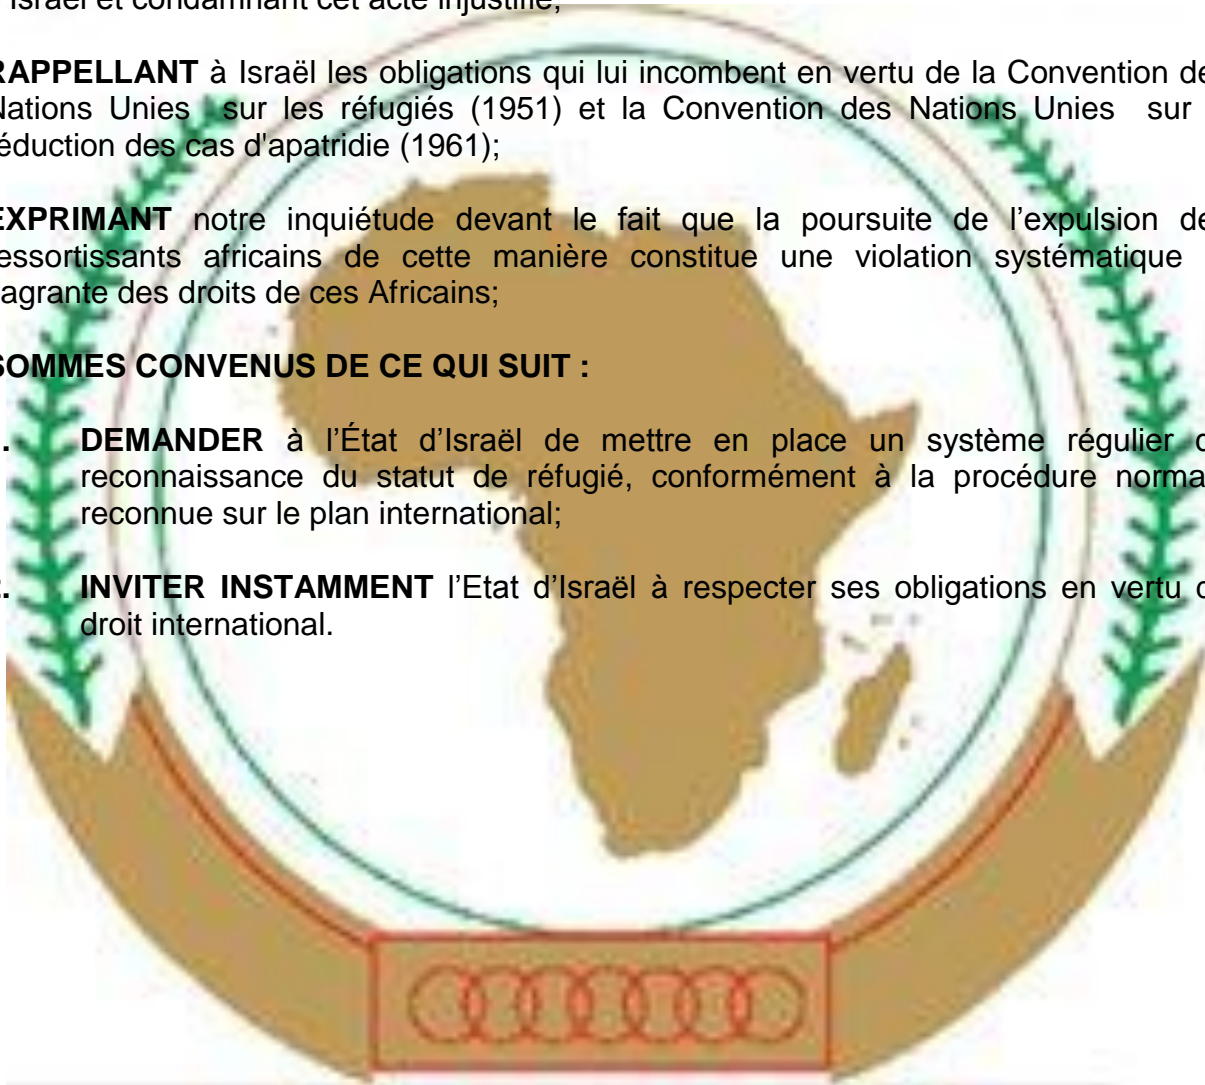 Israël et condamnant cet acte injustifié;
RAPPELLANT à Israël les obligations qui lui incombent en vertu de la Convention de
Nations Unies sur les réfugiés (1951) et la Convention des Nations Unies sur
éduction des cas d'apatridie (1961);
EXPRIMANT notre inquiétude devant le fait que la poursuite de l’expulsion de
essortissants africains de cette manière constitue une violation systématique
agrante des droits de ces Africains;
SOMMES CONVENUS DE CE QUI SUIT :
. DEMANDER à l’État d’Israël de mettre en place un système régulier d
reconnaissance du statut de réfugié, conformément à la procédure norma
reconnue sur le plan international;
. INVITER INSTAMMENT l’Etat d’Israël à respecter ses obligations en vertu d
droit international.